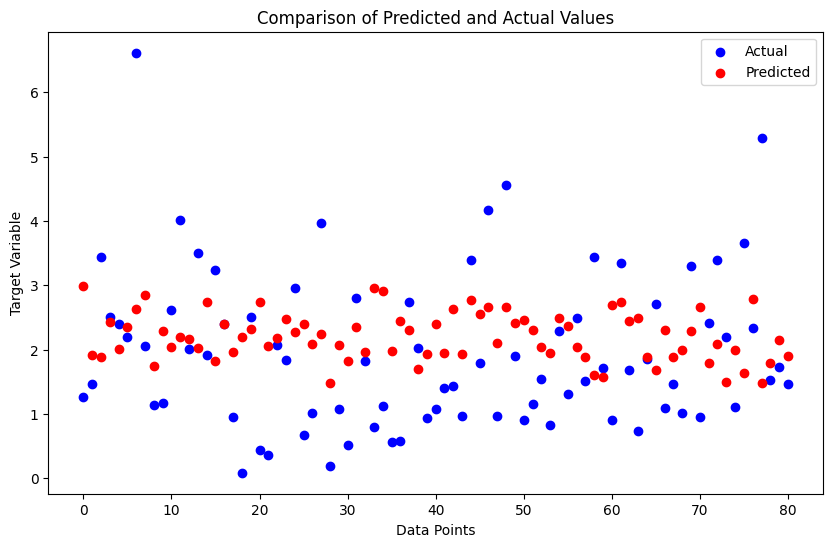 Comparison of Predicted and Actual Values
Actual
Predicted
6
5
4
3
2
1
0
Target Variable
0 10 20 30 40 50 60 70 80
Data Points